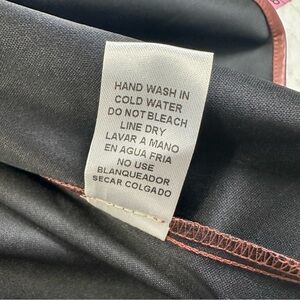 HAND WASH IN
COLD WATER
DO NOT BLEACH
LINE DRY
LAVAR A MANO
EN AGUA FRIA
NO USE
BLANQUEADOR
SECAR COLGADO